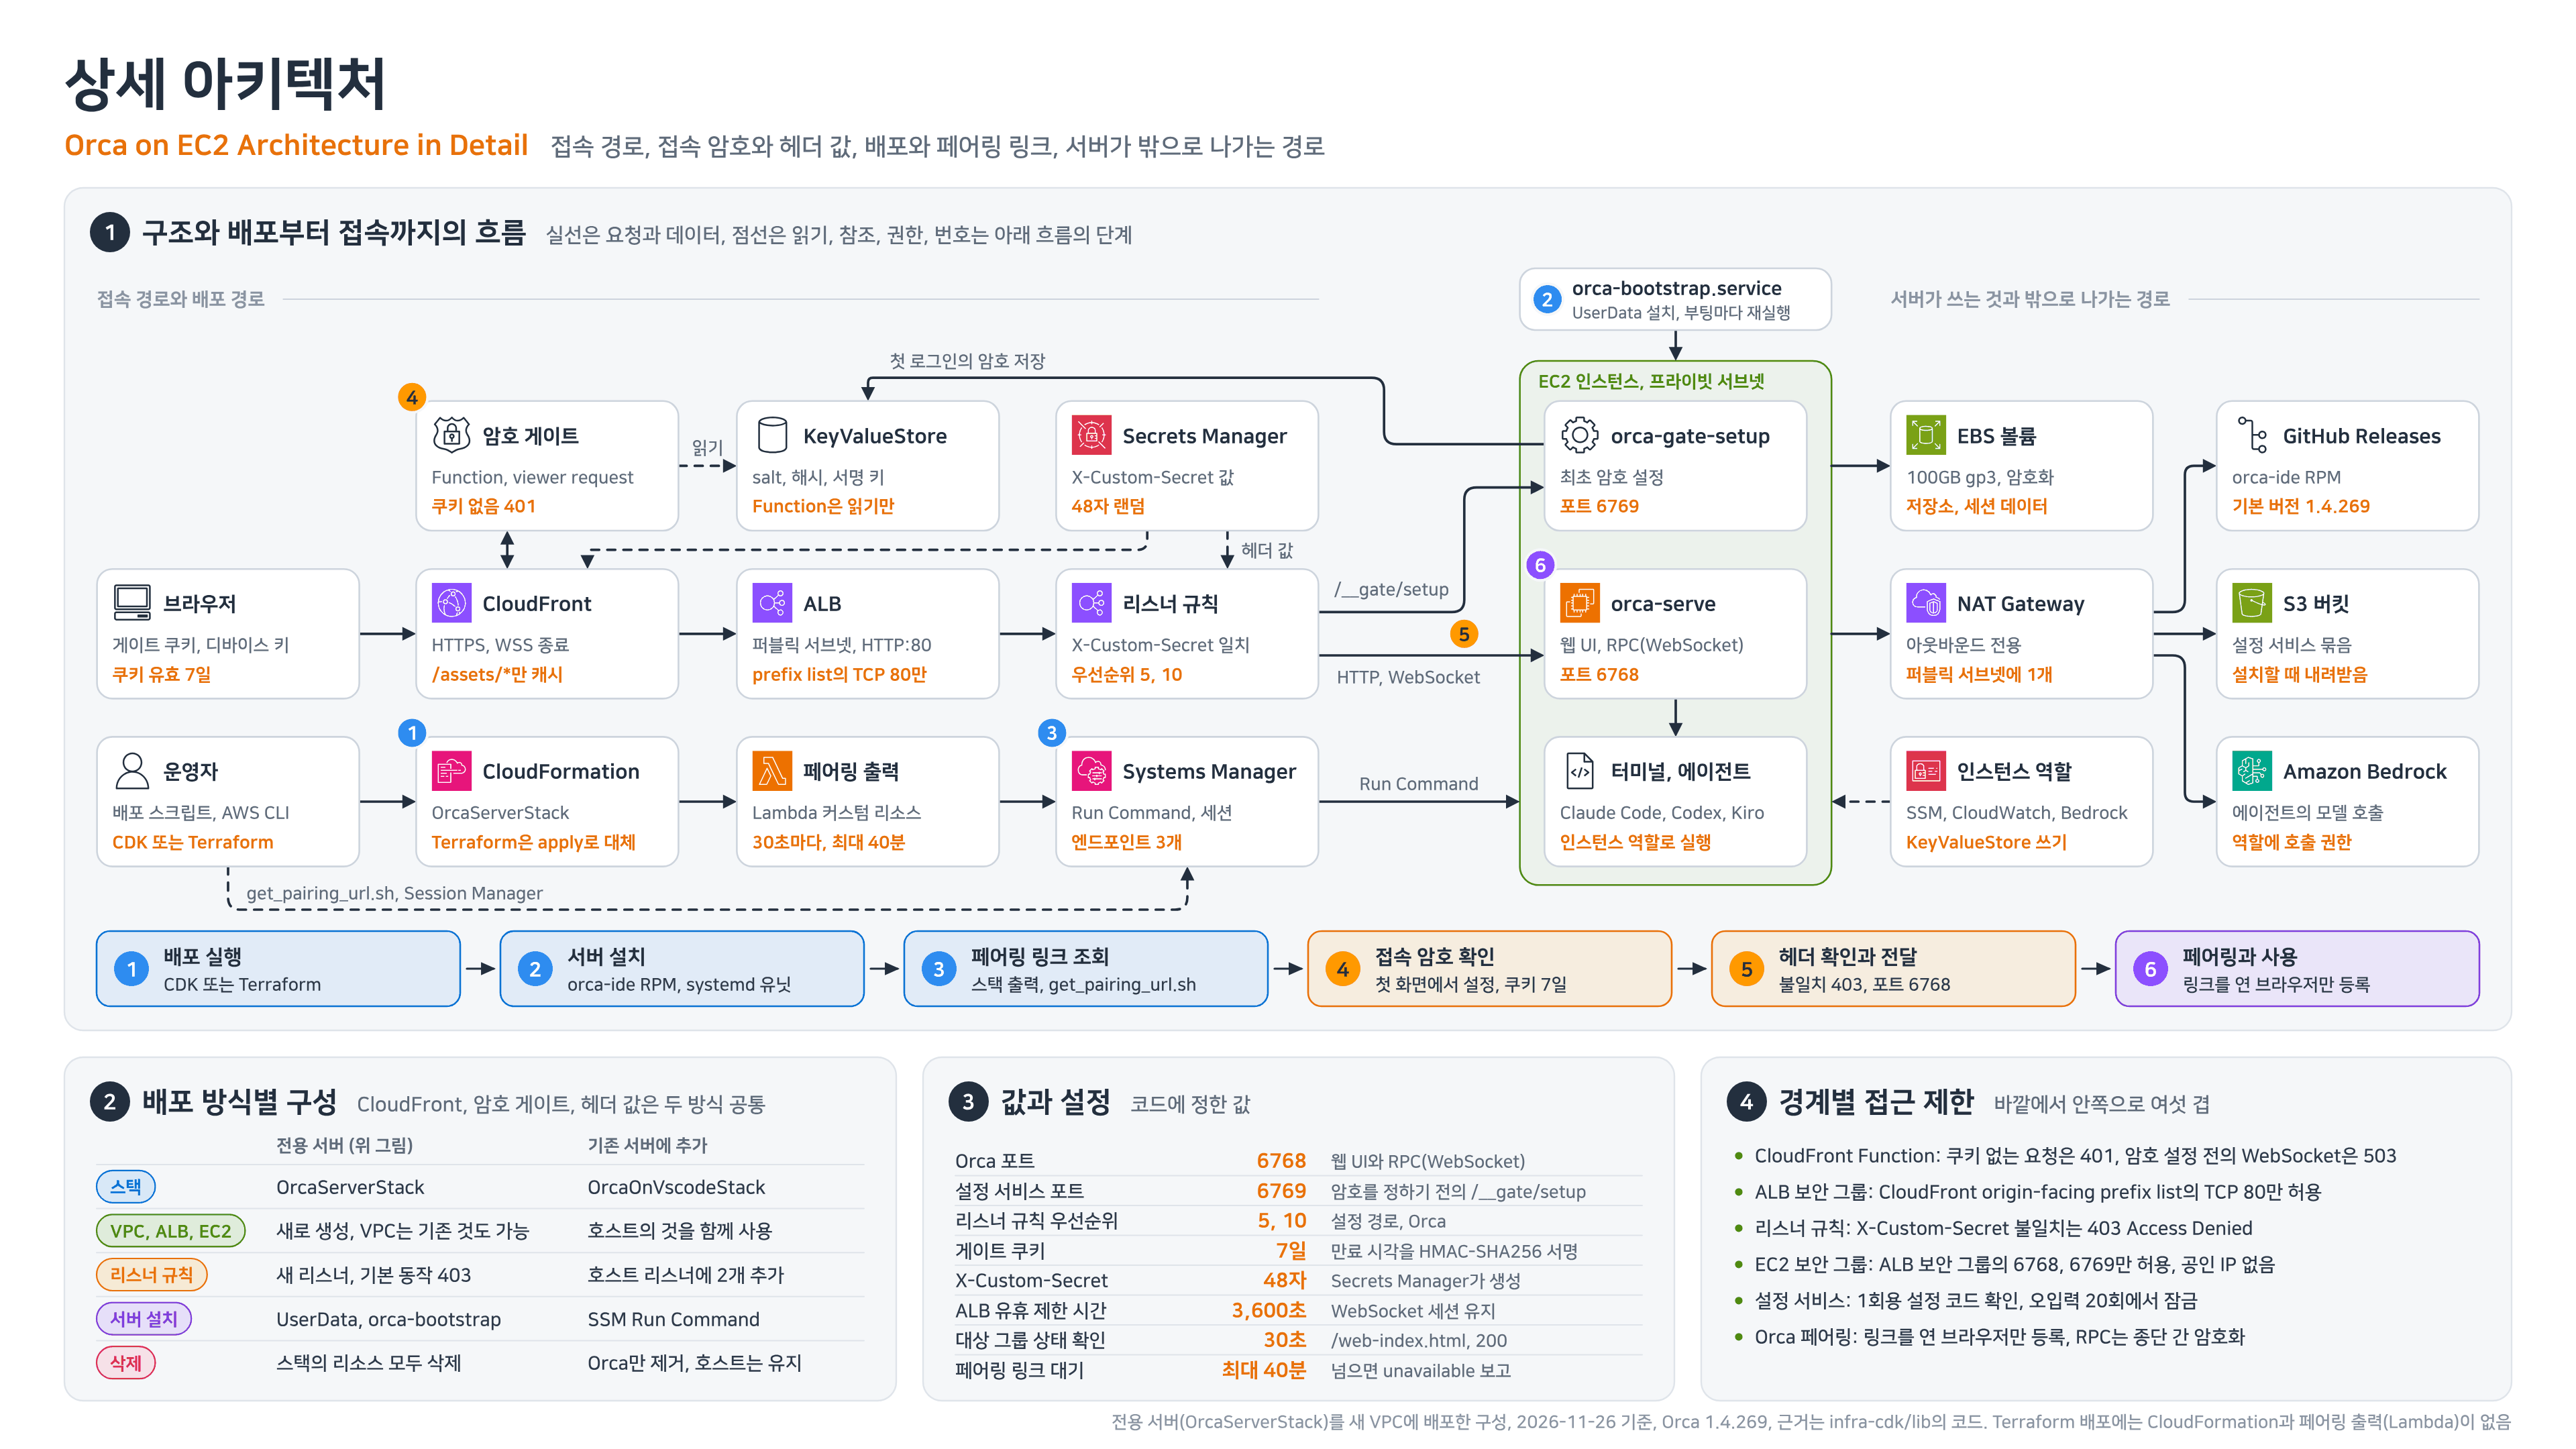 상세 아키텍처
Orca on EC2 Architecture in Detail 접속 경로, 접속 암호와 헤더 값, 배포와 페어링 링크, 서버가 밖으로 나가는 경로
1 구조와 배포부터 접속까지의 흐름 실선은 요청과 데이터, 점선은 읽기, 참조, 권한, 번호는 아래 흐름의 단계
접속 경로와 배포 경로
2 orca-bootstrap.service
UserData 설치, 부팅마다 재실행
서버가 쓰는 것과 밖으로 나가는 경로
첫 로그인의 암호 저장
EC2 인스턴스, 프라이빗 서브넷
4
암호 게이트
Function, viewer request
쿠키 없음 401
읽기
KeyValueStore
salt, 해시, 서명 키
Function은 읽기만
Secrets Manager
X-Custom-Secret 값
48자 랜덤
헤더 값
orca-gate-setup
최초 암호 설정
포트 6769
EBS 볼륨
100GB gp3, 암호화
저장소, 세션 데이터
GitHub Releases
orca-ide RPM
기본 버전 1.4.269
브라우저
게이트 쿠키, 디바이스 키
쿠키 유효 7일
CloudFront
HTTPS, WSS 종료
/assets/*만 캐시
ALB
퍼블릭 서브넷, HTTP:80
prefix list의 TCP 80만
리스너 규칙
X-Custom-Secret 일치
우선순위 5, 10
/__gate/setup
5
HTTP, WebSocket
6
orca-serve
웹 UI, RPC(WebSocket)
포트 6768
NAT Gateway
아웃바운드 전용
퍼블릭 서브넷에 1개
S3 버킷
설정 서비스 묶음
설치할 때 내려받음
운영자
배포 스크립트, AWS CLI
CDK 또는 Terraform
1
CloudFormation
OrcaServerStack
Terraform은 apply로 대체
페어링 출력
Lambda 커스텀 리소스
30초마다, 최대 40분
3
Systems Manager
Run Command, 세션
엔드포인트 3개
Run Command
터미널, 에이전트
Claude Code, Codex, Kiro
인스턴스 역할로 실행
인스턴스 역할
SSM, CloudWatch, Bedrock
KeyValueStore 쓰기
Amazon Bedrock
에이전트의 모델 호출
역할에 호출 권한
get_pairing_url.sh, Session Manager
1 배포 실행
CDK 또는 Terraform
2 서버 설치
orca-ide RPM, systemd 유닛
3 페어링 링크 조회
스택 출력, get_pairing_url.sh
4 접속 암호 확인
첫 화면에서 설정, 쿠키 7일
5 헤더 확인과 전달
불일치 403, 포트 6768
6 페어링과 사용
링크를 연 브라우저만 등록
2 배포 방식별 구성 CloudFront, 암호 게이트, 헤더 값은 두 방식 공통
전용 서버 (위 그림) 기존 서버에 추가
스택 OrcaServerStack OrcaOnVscodeStack
VPC, ALB, EC2 새로 생성, VPC는 기존 것도 가능 호스트의 것을 함께 사용
리스너 규칙 새 리스너, 기본 동작 403 호스트 리스너에 2개 추가
서버 설치 UserData, orca-bootstrap SSM Run Command
삭제 스택의 리소스 모두 삭제 Orca만 제거, 호스트는 유지
3 값과 설정 코드에 정한 값
Orca 포트 6768 웹 UI와 RPC(WebSocket)
설정 서비스 포트 6769 암호를 정하기 전의 /__gate/setup
리스너 규칙 우선순위 5, 10 설정 경로, Orca
게이트 쿠키 7일 만료 시각을 HMAC-SHA256 서명
X-Custom-Secret 48자 Secrets Manager가 생성
ALB 유휴 제한 시간 3,600초 WebSocket 세션 유지
대상 그룹 상태 확인 30초 /web-index.html, 200
페어링 링크 대기 최대 40분 넘으면 unavailable 보고
4 경계별 접근 제한 바깥에서 안쪽으로 여섯 겹
• CloudFront Function: 쿠키 없는 요청은 401, 암호 설정 전의 WebSocket은 503
• ALB 보안 그룹: CloudFront origin-facing prefix list의 TCP 80만 허용
• 리스너 규칙: X-Custom-Secret 불일치는 403 Access Denied
• EC2 보안 그룹: ALB 보안 그룹의 6768, 6769만 허용, 공인 IP 없음
• 설정 서비스: 1회용 설정 코드 확인, 오입력 20회에서 잠금
• Orca 페어링: 링크를 연 브라우저만 등록, RPC는 종단 간 암호화
전용 서버(OrcaServerStack)를 새 VPC에 배포한 구성, 2026-11-26 기준, Orca 1.4.269, 근거는 infra-cdk/lib의 코드. Terraform 배포에는 CloudFormation과 페어링 출력(Lambda)이 없음